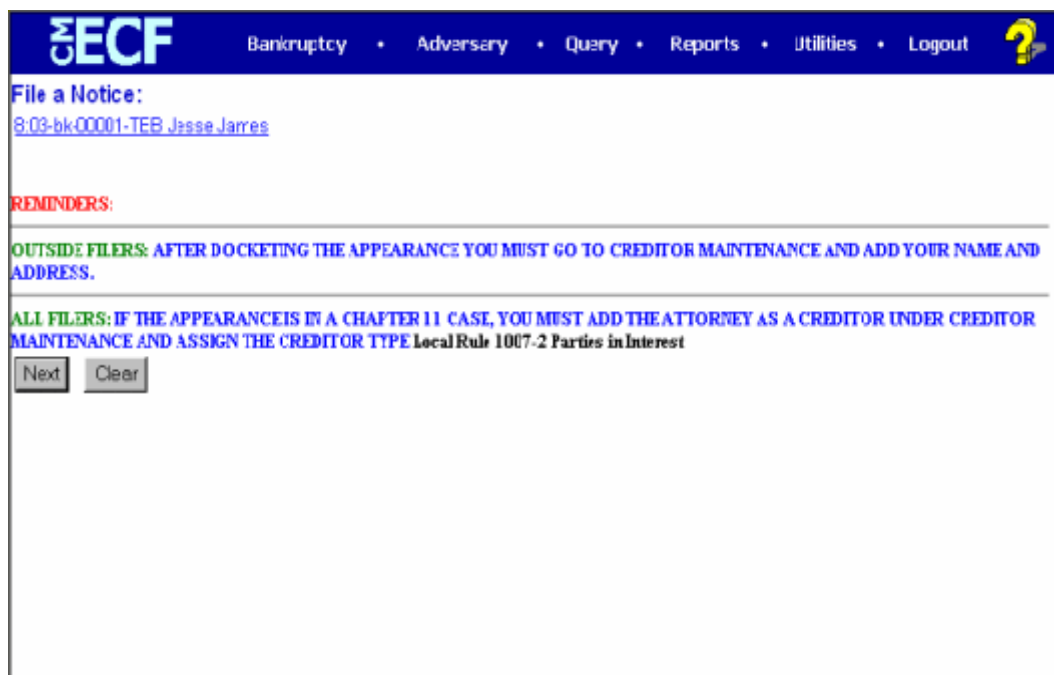 CM ECF Bankruptcy • Adversary • Query • Reports • Utilities • Logout ?
File a Notice:
8:03-bk-00001-TEB Jesse James
REMINDERS:
OUTSIDE FILERS: AFTER DOCKETING THE APPEARANCE YOU MUST GO TO CREDITOR MAINTENANCE AND ADD YOUR NAME AND
ADDRESS.
ALL FILERS: IF THE APPEARANCE IS IN A CHAPTER 11 CASE, YOU MUST ADD THE ATTORNEY AS A CREDITOR UNDER CREDITOR
MAINTENANCE AND ASSIGN THE CREDITOR TYPE Local Rule 1007-2 Parties in Interest
Next Clear